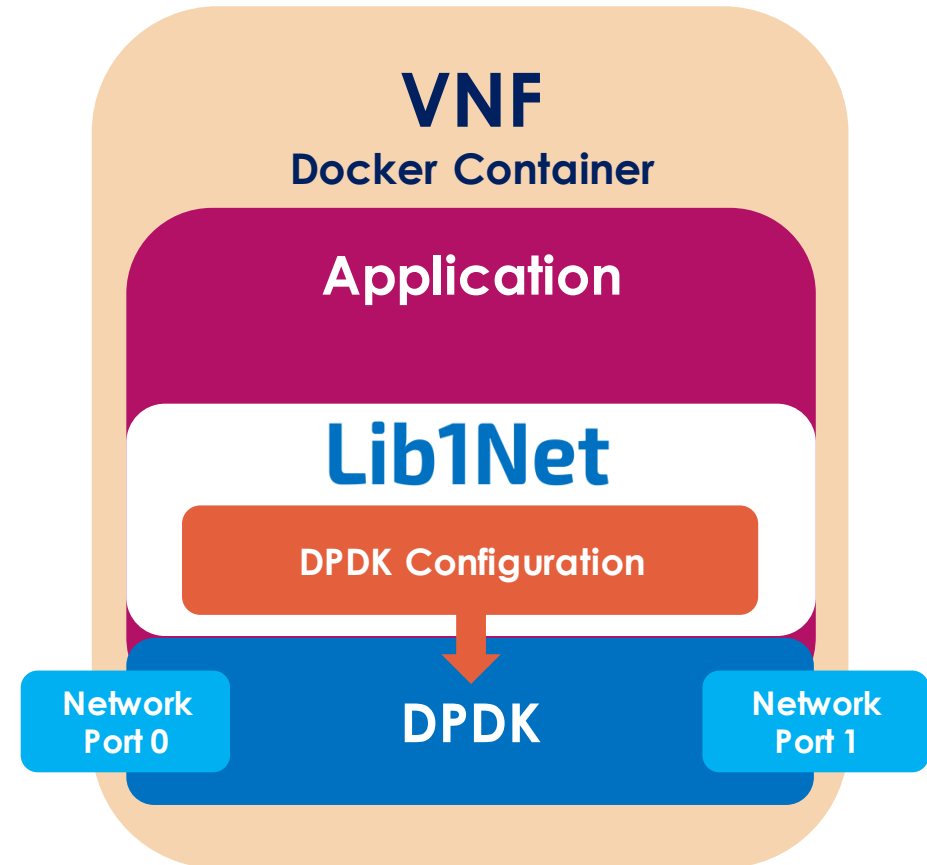 VNF
Docker Container
Application
Lib1Net
DPDK Configuration
Network
Port 0
DPDK
Network
Port 1